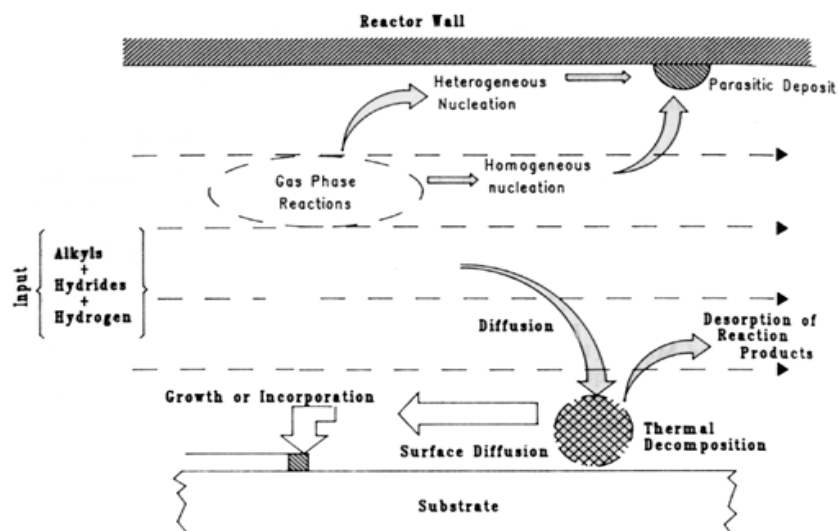 Reactor Wall
Heterogeneous
Nucleation
Parasitic Deposit
Gas Phase
Reactions
Homogeneous
nucleation
Input
Alkyls
+
Hydrides
+
Hydrogen
Diffusion
Desorption of
Reaction
Products
Growth or Incorporation
Surface Diffusion
Thermal
Decomposition
Substrate